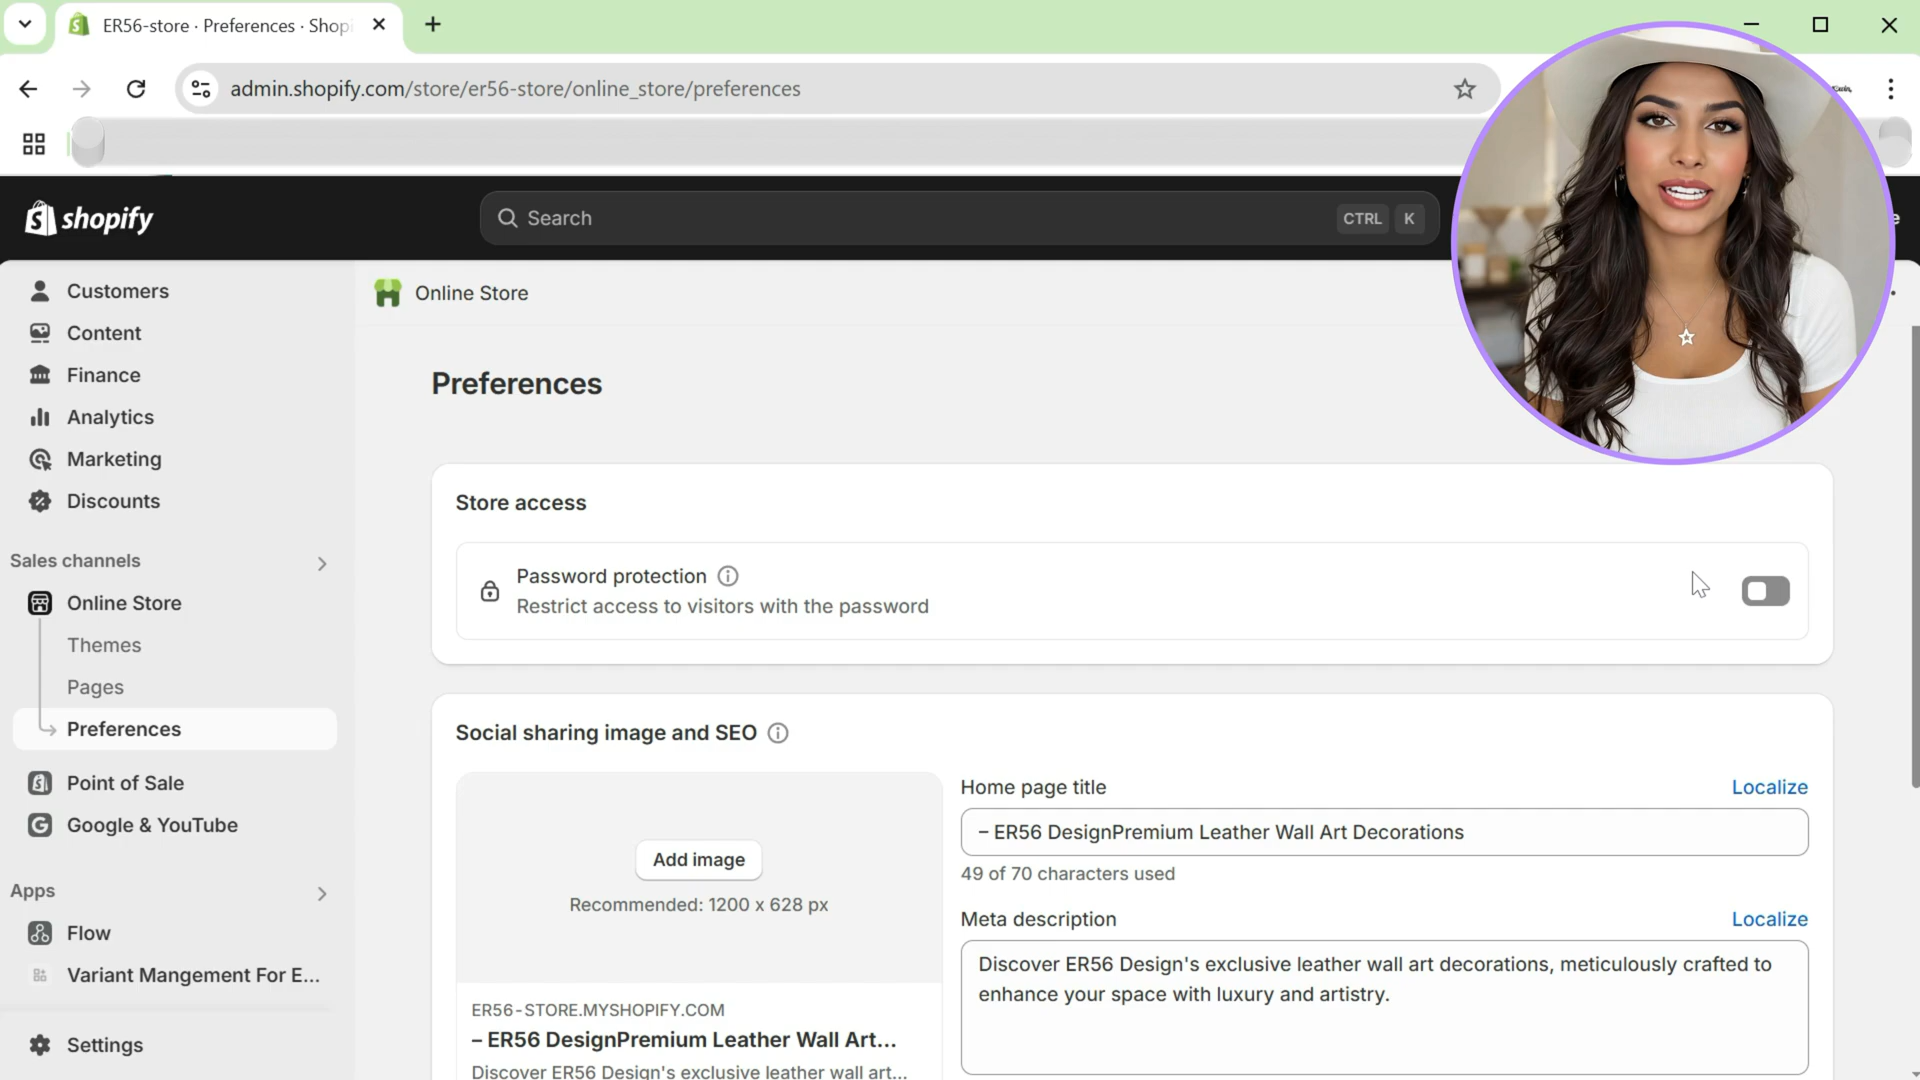 ER56-store · Preferences · Shopi
admin.shopify.com/store/er56-store/online_store/preferences
shopify
Search
CTRL K
Customers
Content
Finance
Analytics
Marketing
Discounts
Sales channels
Online Store
Themes
Pages
Preferences
Point of Sale
Google & YouTube
Apps
Flow
Variant Mangement For E...
Settings
Online Store
Preferences
Store access
Password protection
Restrict access to visitors with the password
Social sharing image and SEO
Add image
Recommended: 1200 x 628 px
ER56-STORE.MYSHOPIFY.COM
– ER56 DesignPremium Leather Wall Art...
Discover ER56 Design's exclusive leather wall art...
Home page title
Localize
– ER56 DesignPremium Leather Wall Art Decorations
49 of 70 characters used
Meta description
Localize
Discover ER56 Design's exclusive leather wall art decorations, meticulously crafted to
enhance your space with luxury and artistry.